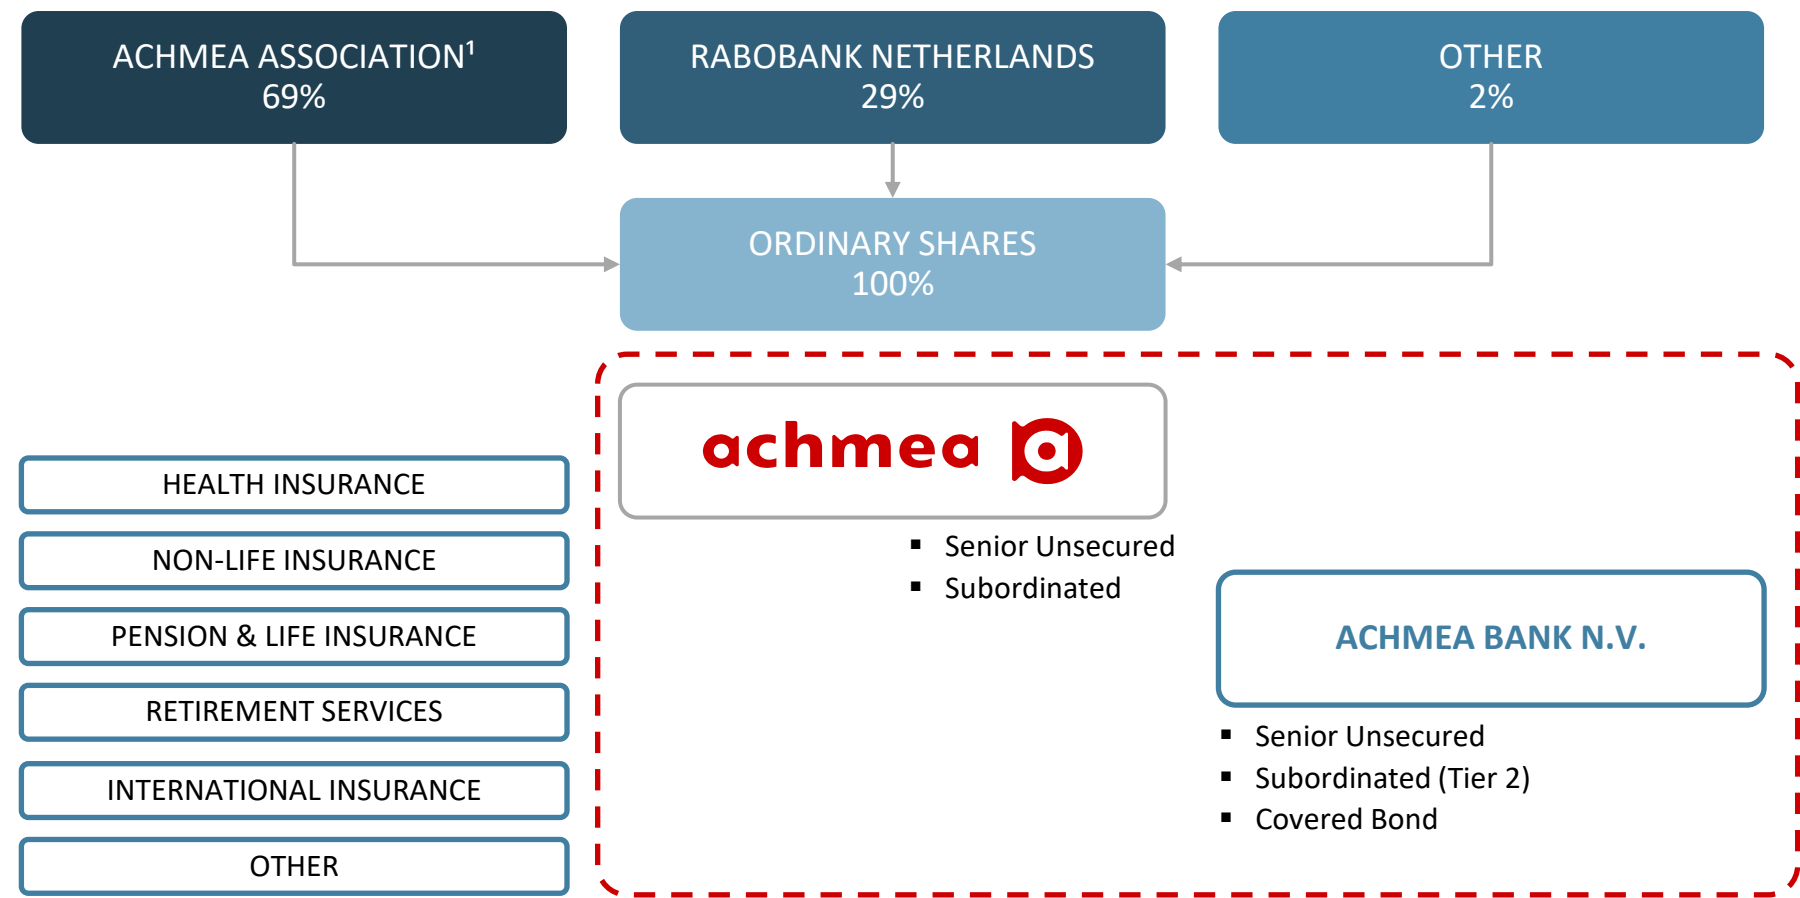 ACHMEA ASSOCIATION¹
69%
RABOBANK NETHERLANDS
29%
OTHER
2%
ORDINARY SHARES
100%
achmea
Senior Unsecured
Subordinated
HEALTH INSURANCE
NON-LIFE INSURANCE
PENSION & LIFE INSURANCE
RETIREMENT SERVICES
INTERNATIONAL INSURANCE
OTHER
ACHMEA BANK N.V.
Senior Unsecured
Subordinated (Tier 2)
Covered Bond